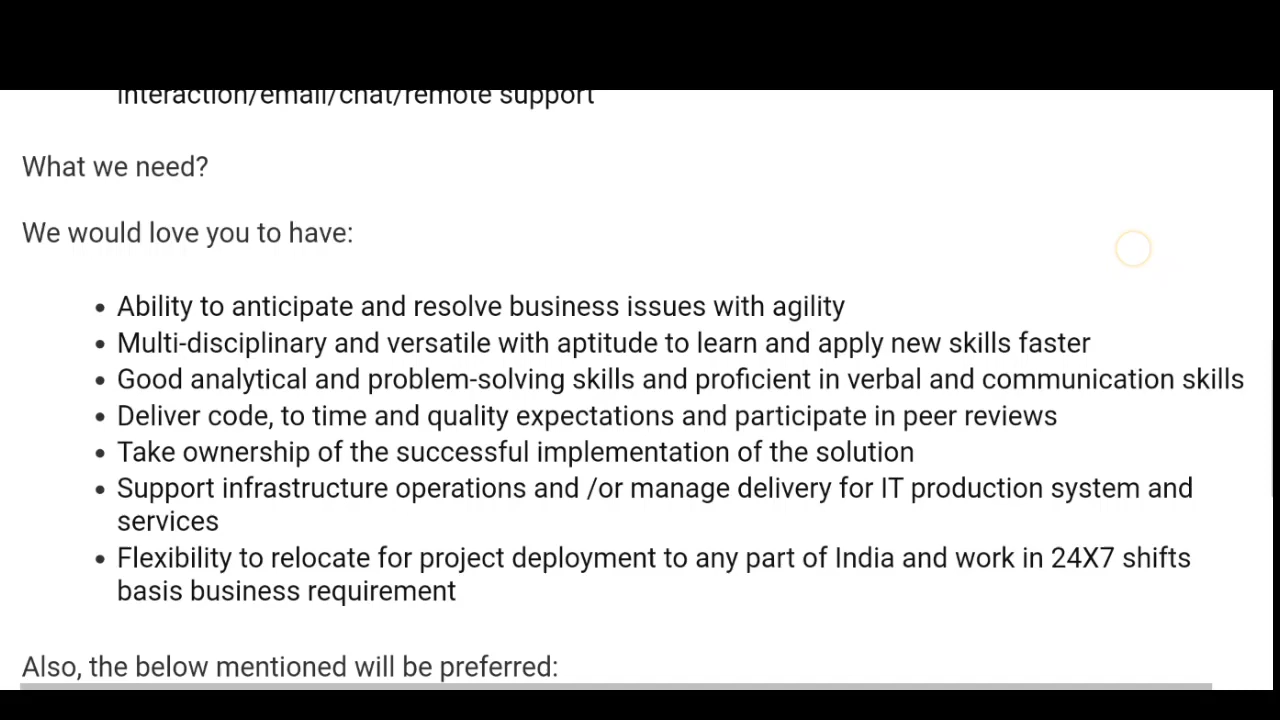 interaction/email/chat/remote support
What we need?
We would love you to have:
• Ability to anticipate and resolve business issues with agility
• Multi-disciplinary and versatile with aptitude to learn and apply new skills faster
• Good analytical and problem-solving skills and proficient in verbal and communication skills
• Deliver code, to time and quality expectations and participate in peer reviews
• Take ownership of the successful implementation of the solution
• Support infrastructure operations and /or manage delivery for IT production system and
services
• Flexibility to relocate for project deployment to any part of India and work in 24X7 shifts
basis business requirement
Also, the below mentioned will be preferred: